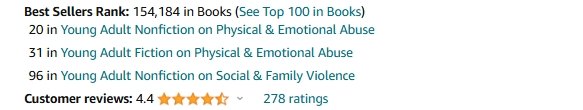 Best Sellers Rank: 154,184 in Books (See Top 100 in Books)
20 in Young Adult Nonfiction on Physical & Emotional Abuse
31 in Young Adult Fiction on Physical & Emotional Abuse
96 in Young Adult Nonfiction on Social & Family Violence
Customer reviews: 4.4 278 ratings